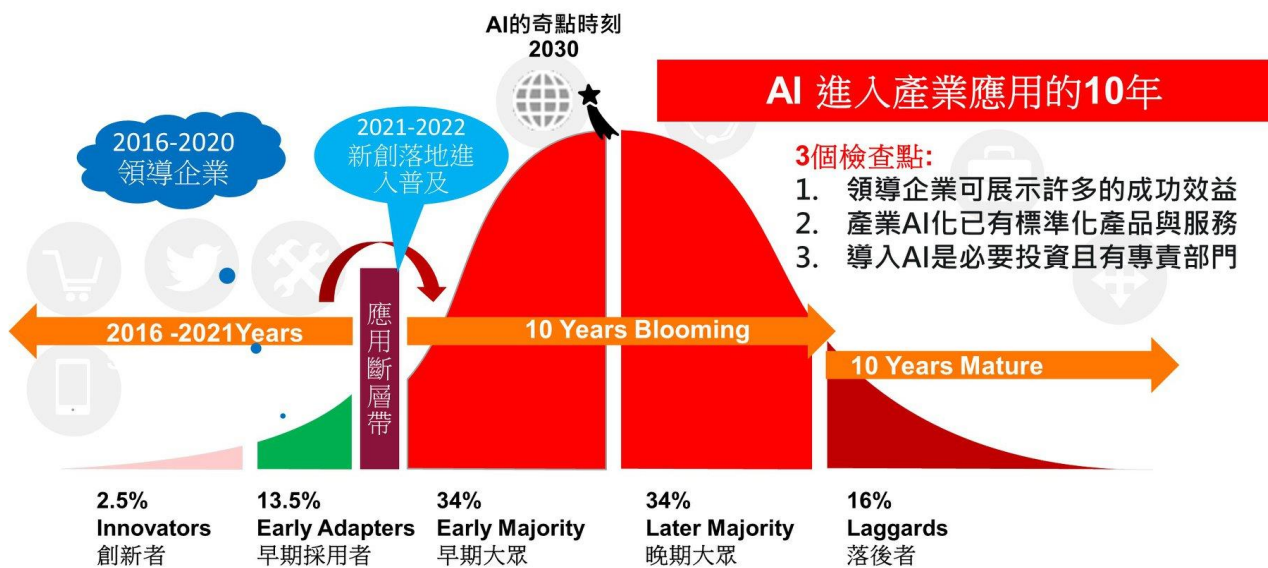 AI的奇點時刻
2030
AI 進入產業應用的10年
2016-2020
領導企業
2021-2022
新創落地進
入普及
3個檢查點:
1. 領導企業可展示許多的成功效益
2. 產業AI化已有標準化產品與服務
3. 導入AI是必要投資且有專責部門
2016 -2021Years
應用斷層帶
10 Years Blooming
10 Years Mature
2.5%
Innovators
創新者
13.5%
Early Adapters
早期採用者
34%
Early Majority
早期大眾
34%
Later Majority
晚期大眾
16%
Laggards
落後者